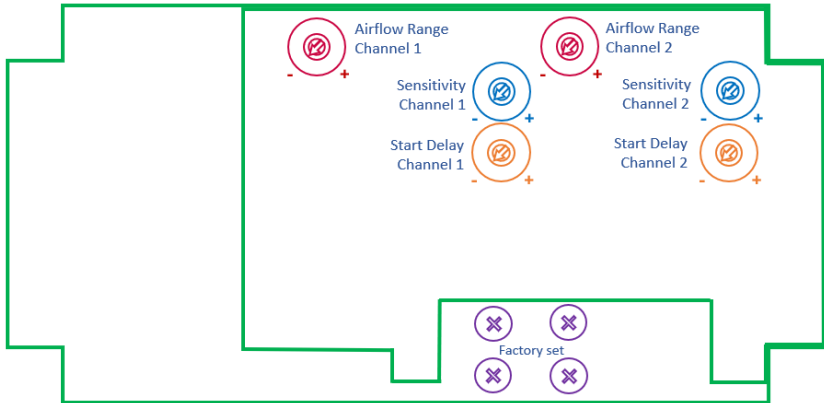 Airflow Range
Channel 1
- +
Airflow Range
Channel 2
- +
Sensitivity
Channel 1
- +
Sensitivity
Channel 2
- +
Start Delay
Channel 1
- +
Start Delay
Channel 2
- +
Factory set